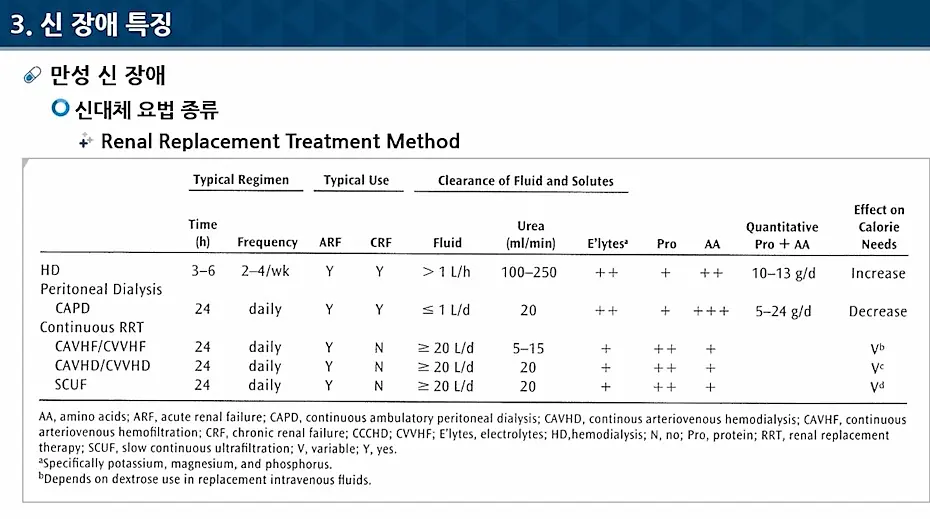 3. 신 장애 특징
만성 신 장애
신대체 요법 종류
Renal Replacement Treatment Method
Typical Regimen Typical Use Clearance of Fluid and Solutes
Time (h) Frequency ARF CRF Fluid Urea (ml/min) E'lytesᵃ Pro AA Quantitative Pro + AA Effect on Calorie Needs
HD 3–6 2–4/wk Y Y > 1 L/h 100–250 ++ + ++ 10–13 g/d Increase
Peritoneal Dialysis
CAPD 24 daily Y Y ≤ 1 L/d 20 ++ + +++ 5–24 g/d Decrease
Continuous RRT
CAVHF/CVVHF 24 daily Y N ≥ 20 L/d 5–15 + ++ + Vᵇ
CAVHD/CVVHD 24 daily Y N ≥ 20 L/d 20 + ++ + Vᶜ
SCUF 24 daily Y N ≥ 20 L/d 20 + ++ + Vᵈ
AA, amino acids; ARF, acute renal failure; CAPD, continuous ambulatory peritoneal dialysis; CAVHD, continous arteriovenous hemodialysis; CAVHF, continuous
arteriovenous hemofiltration; CRF, chronic renal failure; CCCHD; CVVHF; E'lytes, electrolytes; HD,hemodialysis; N, no; Pro, protein; RRT, renal replacement
therapy; SCUF, slow continuous ultrafiltration; V, variable; Y, yes.
ᵃSpecifically potassium, magnesium, and phosphorus.
ᵇDepends on dextrose use in replacement intravenous fluids.